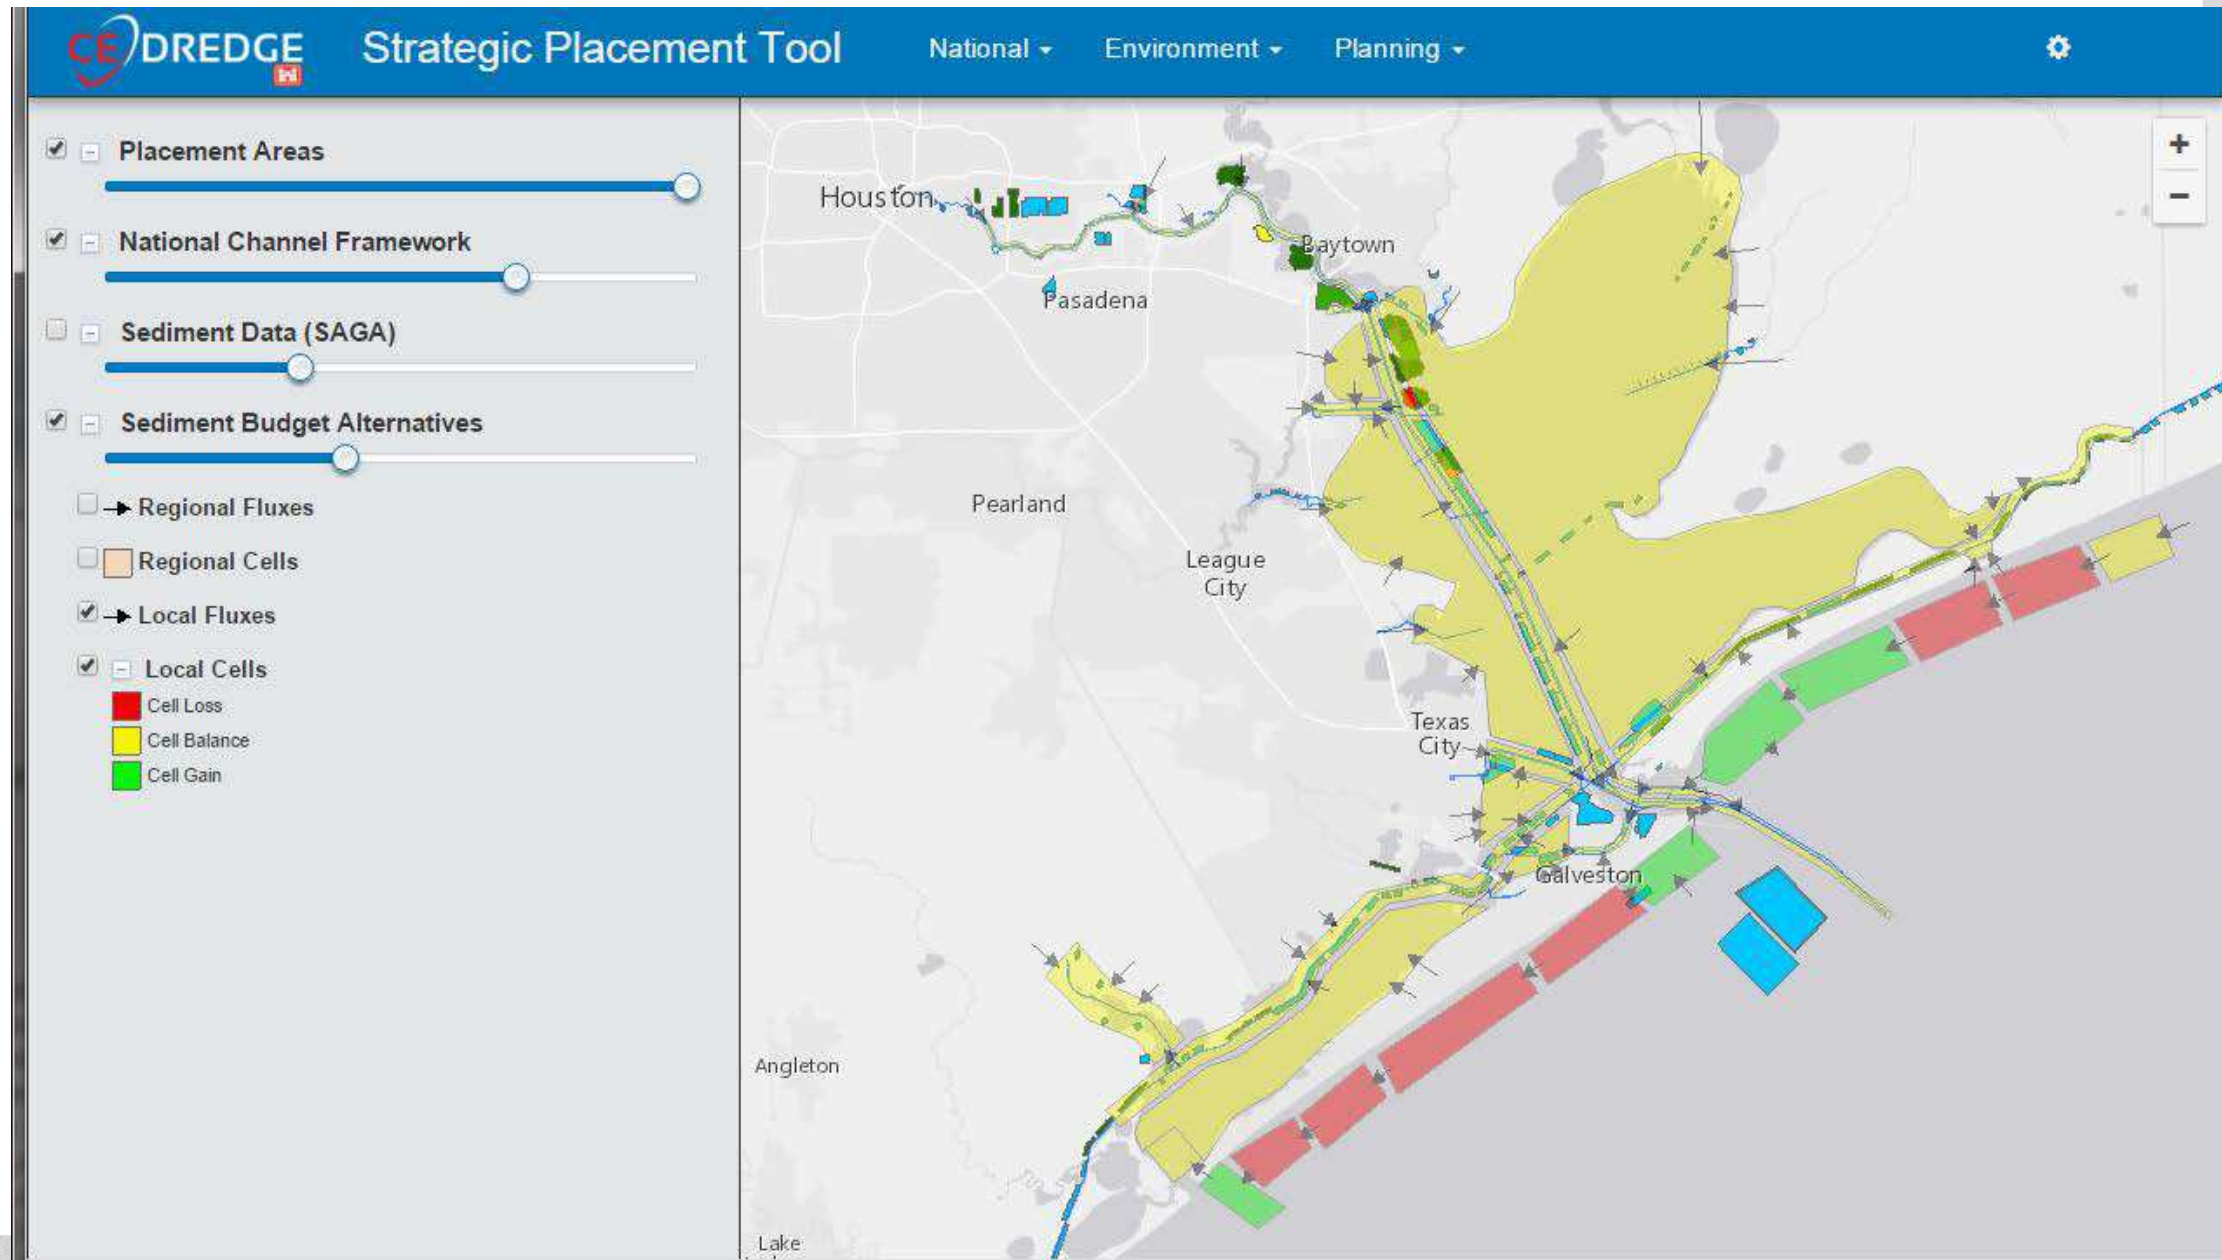 CE DREDGE
Strategic Placement Tool
National
Environment
Planning
Placement Areas
National Channel Framework
Sediment Data (SAGA)
Sediment Budget Alternatives
Regional Fluxes
Regional Cells
Local Fluxes
Local Cells
Cell Loss
Cell Balance
Cell Gain
+
−
Houston
Baytown
Pasadena
Pearland
League
City
Texas
City
Galveston
Angleton
Lake